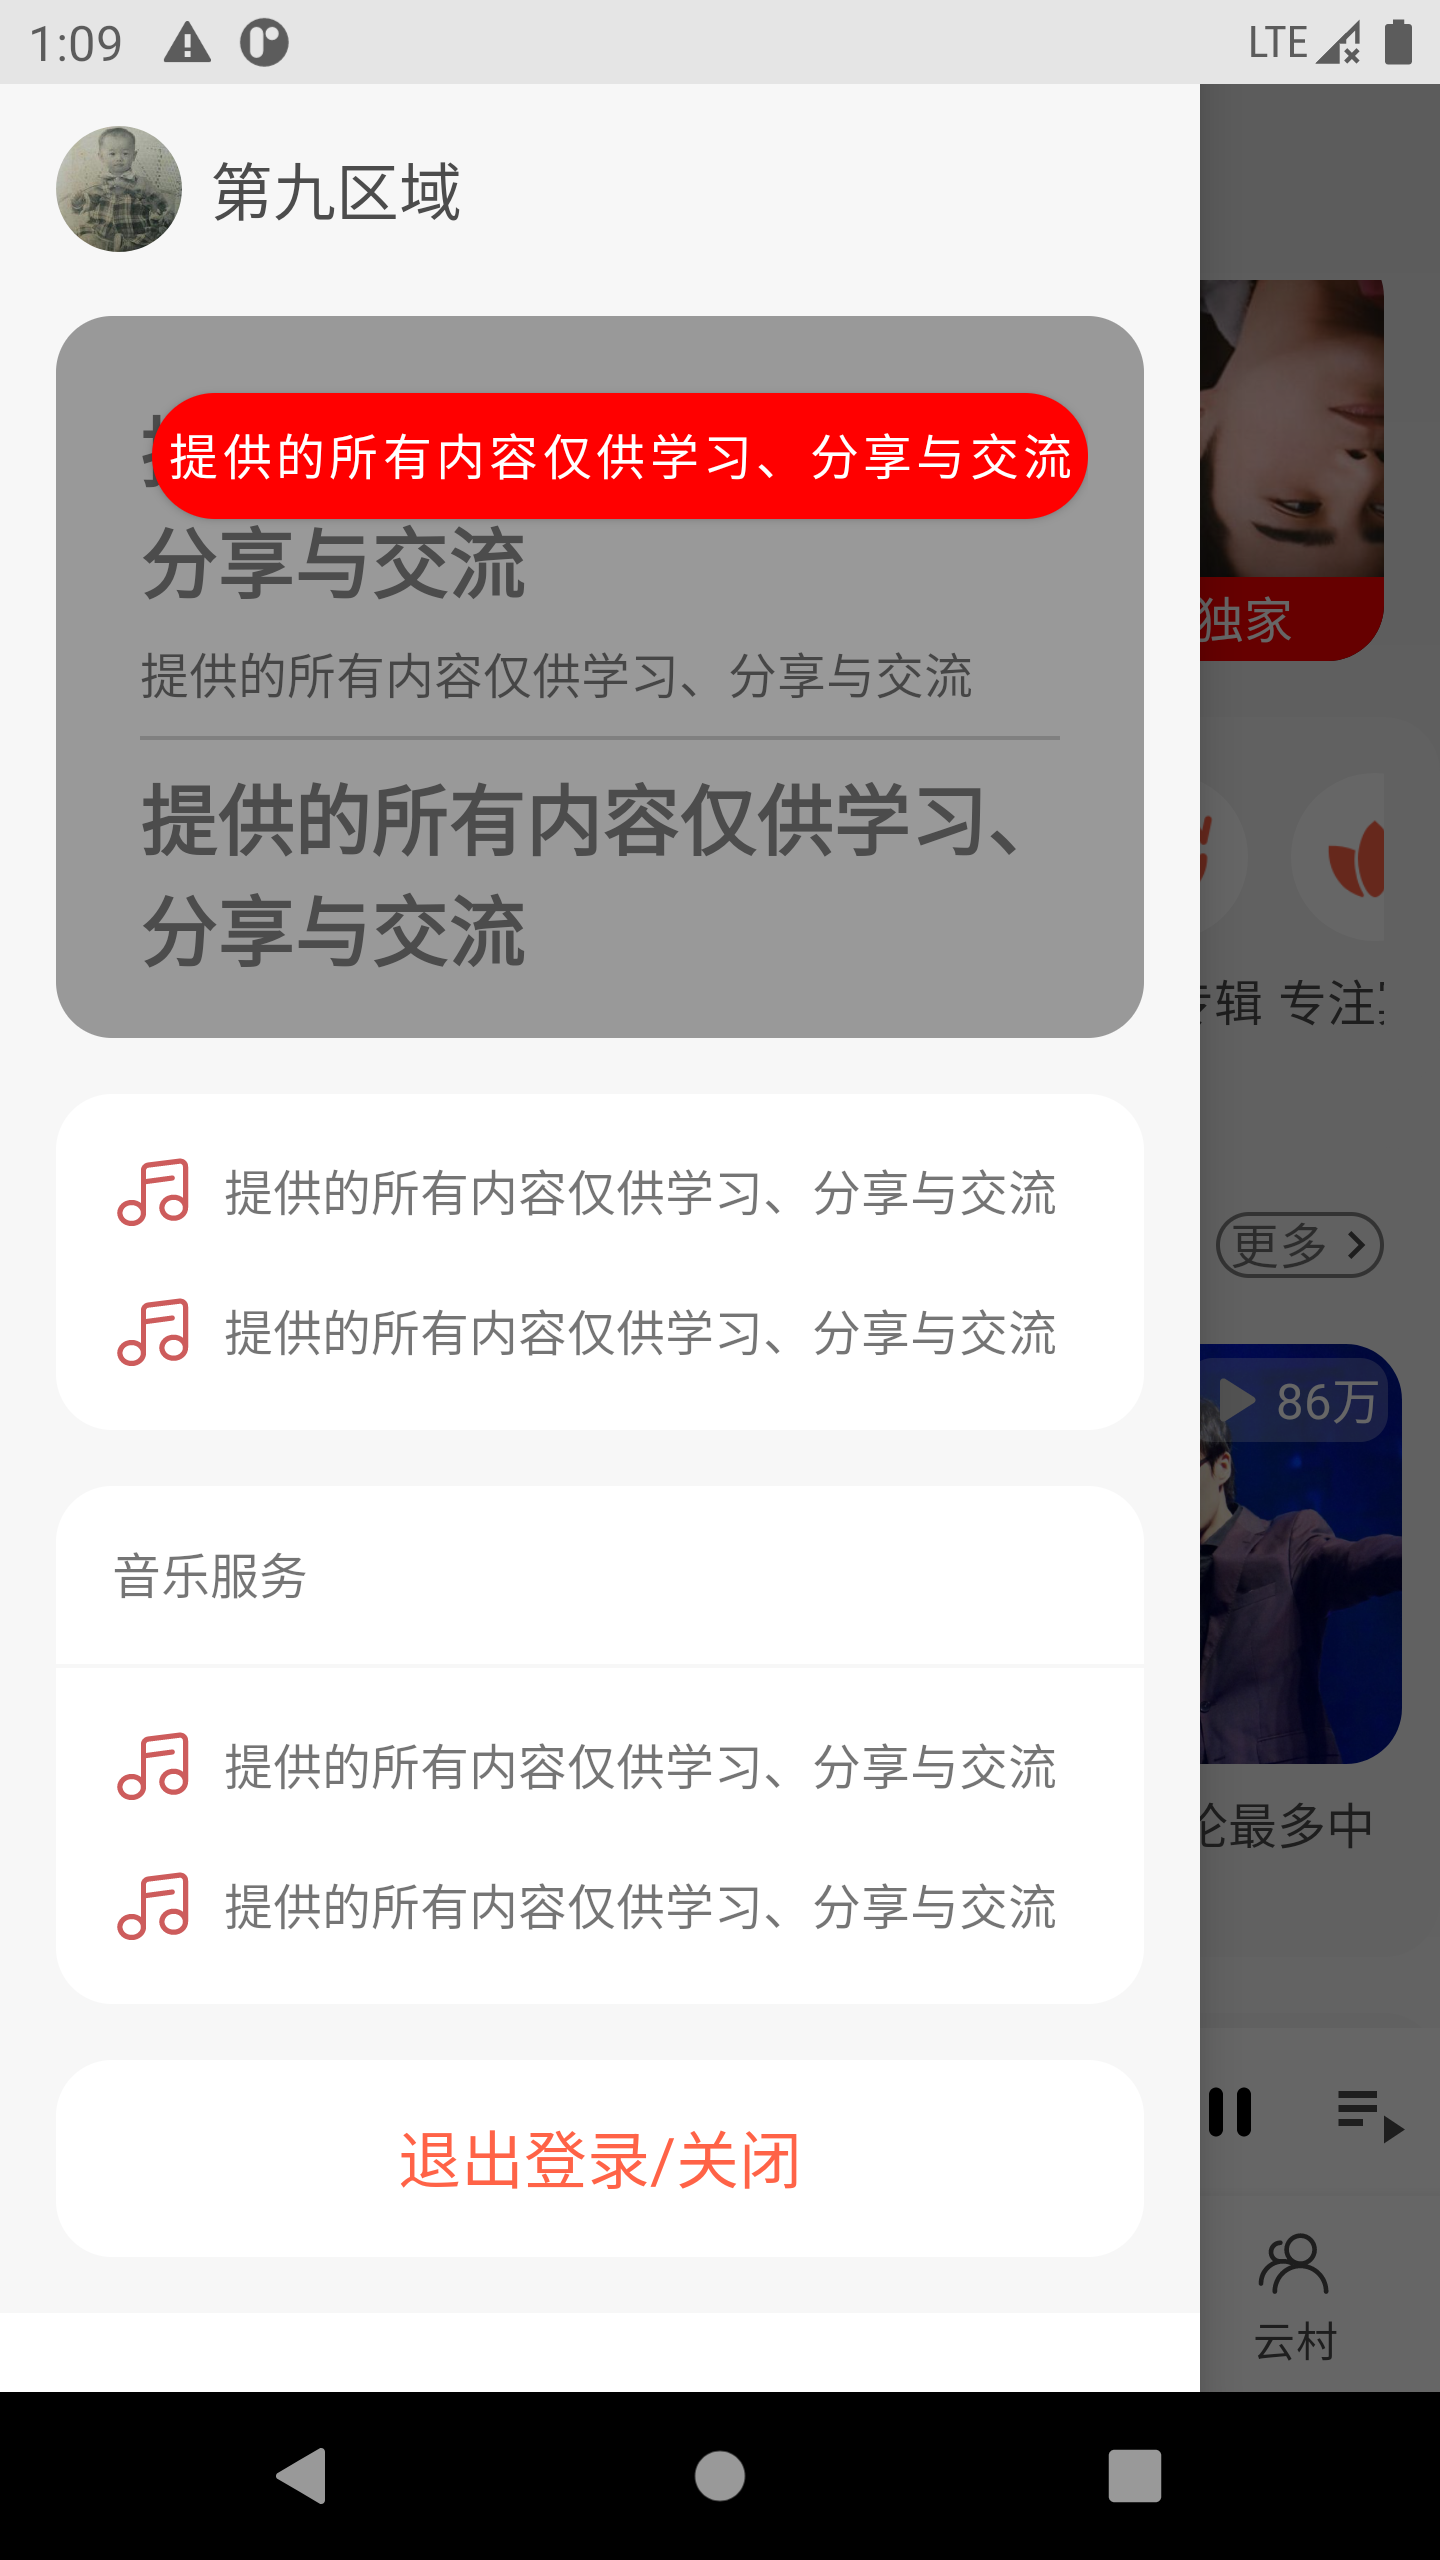 1:09
LTE
第九区域
提供的所有内容仅供学习、分享与交流
分享与交流
提供的所有内容仅供学习、分享与交流
提供的所有内容仅供学习、
分享与交流
提供的所有内容仅供学习、分享与交流
提供的所有内容仅供学习、分享与交流
音乐服务
提供的所有内容仅供学习、分享与交流
提供的所有内容仅供学习、分享与交流
退出登录/关闭
独家
辑 专注
更多
86万
最多中
云村